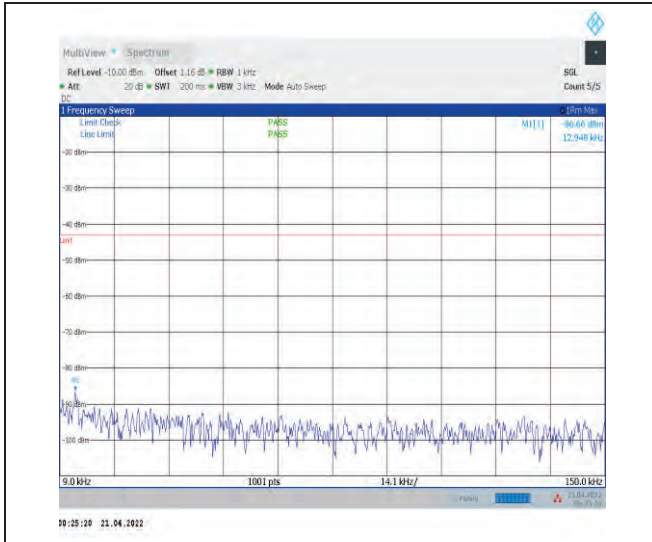 MultiView Spectrum
Ref Level -10.00 dBm Offset 1.16 dB RBW 1 kHz SGL
Att 20 dB SWT 200 ms VBW 3 kHz Mode Auto Sweep Count 5/5
DC
1 Frequency Sweep 1Rm Max
Limit Check PASS M1[1] -86.66 dBm
Line Limit PASS 12.948 kHz
-20 dBm
-30 dBm
-40 dBm
Limit
-50 dBm
-60 dBm
-70 dBm
-80 dBm
M1
-90 dBm
-100 dBm
9.0 kHz 1001 pts 14.1 kHz/ 150.0 kHz
21.04.2022
00:25:20
00:25:20 21.04.2022